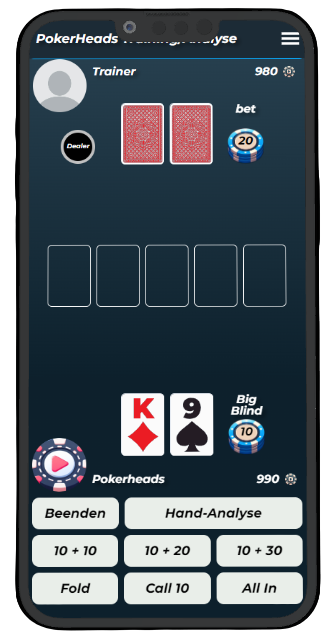 PokerHeads Training/Analyse
Trainer
980
bet
Dealer
20
K
9
Big
Blind
10
Pokerheads
990
Beenden
Hand-Analyse
10 + 10
10 + 20
10 + 30
Fold
Call 10
All In